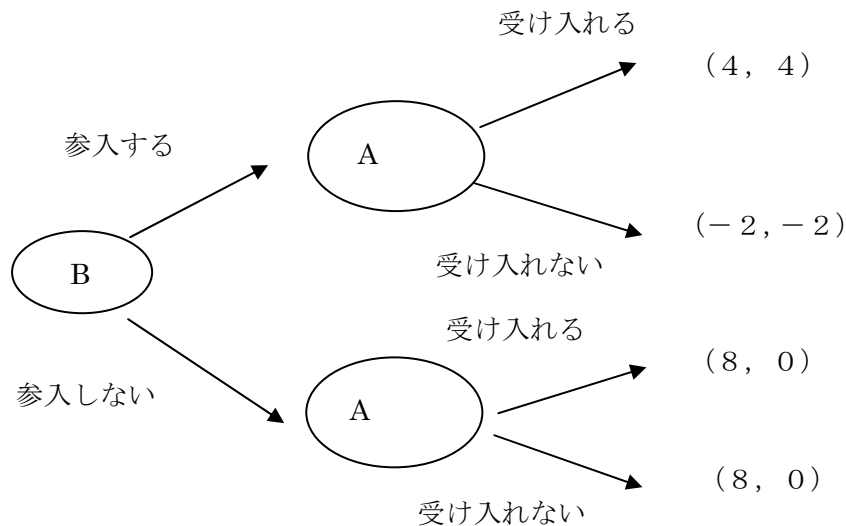 受け入れる
（４，４）
参入する
A
（－２,－２）
受け入れない
B
受け入れる
（８，０）
参入しない
A
（８，０）
受け入れない